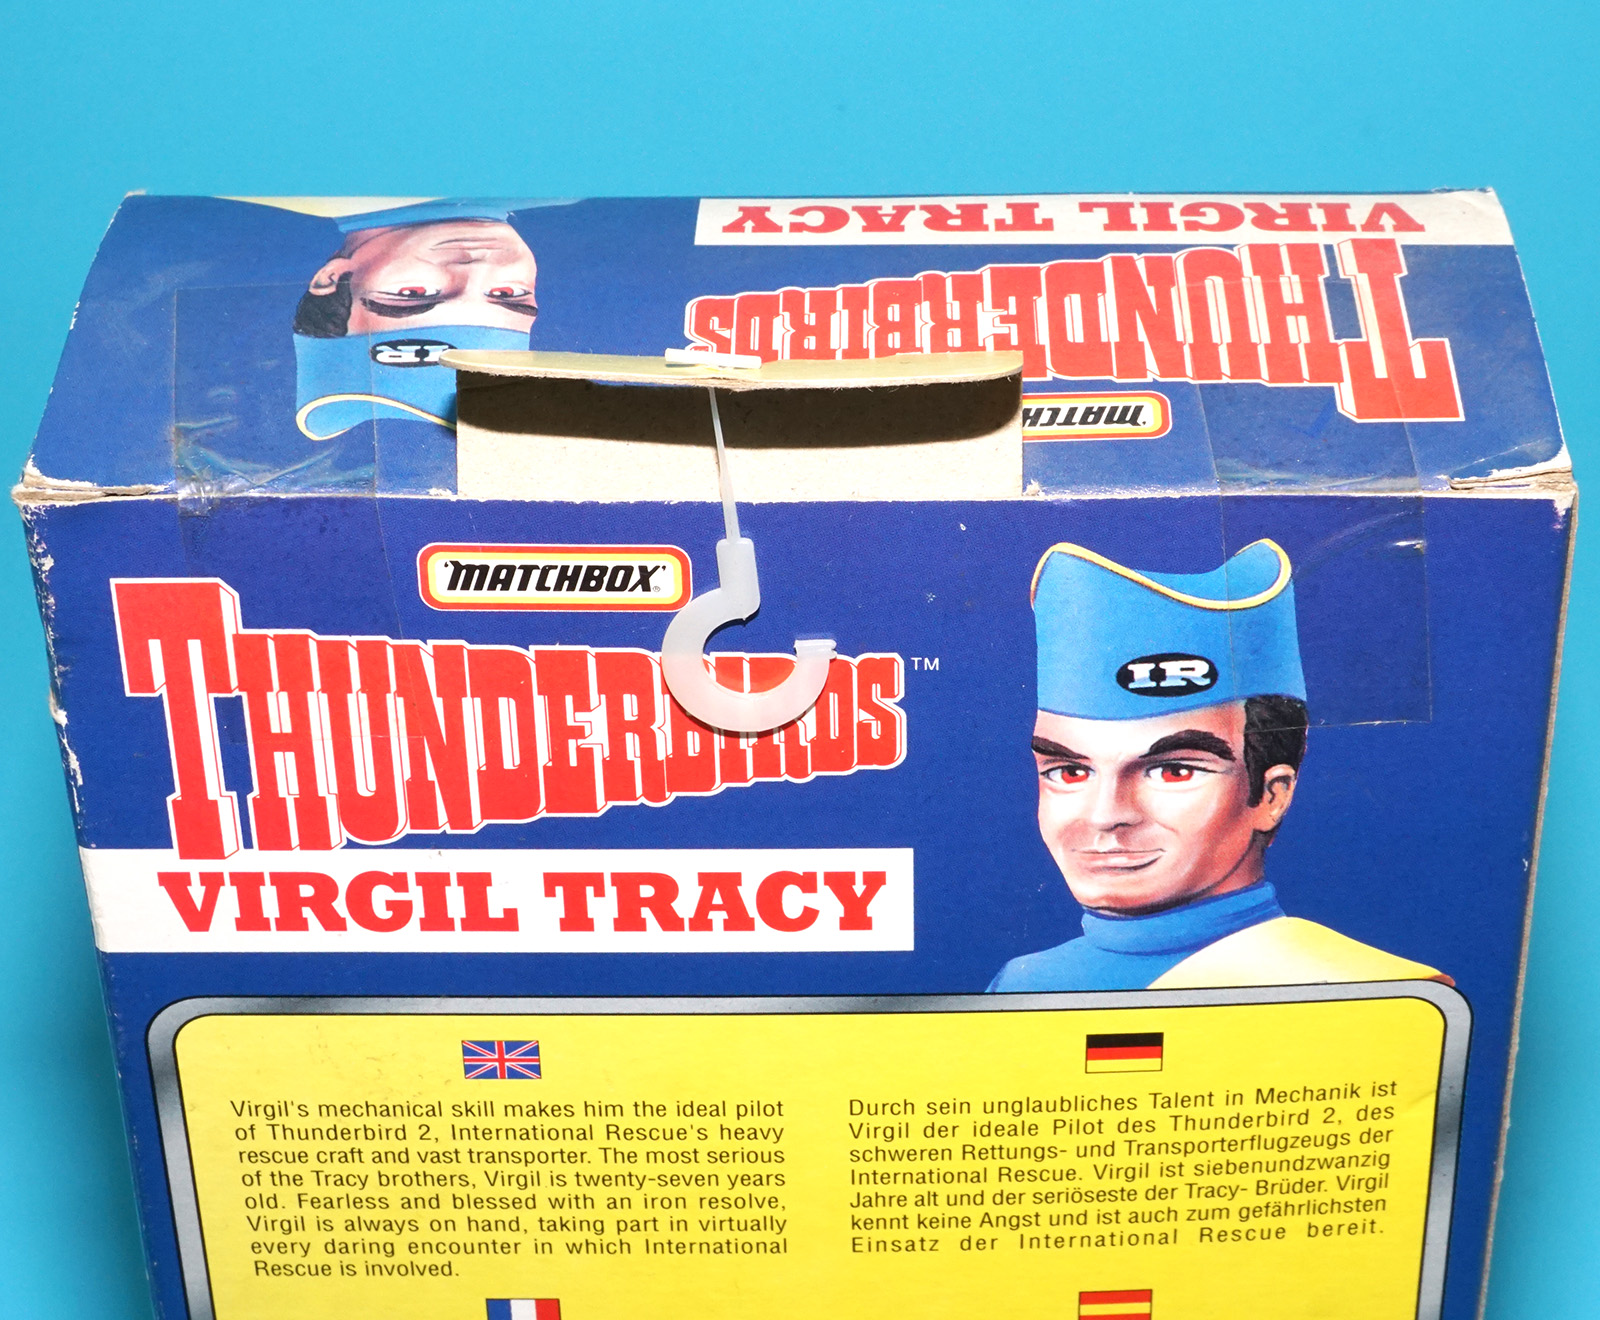 VIRGIL TRACY
THUNDERBIRDS
IR
'MATCH
'MATCHBOX'®
THUNDERBIRDS™
IR
VIRGIL TRACY
Virgil's mechanical skill makes him the ideal pilot
of Thunderbird 2, International Rescue's heavy
rescue craft and vast transporter. The most serious
of the Tracy brothers, Virgil is twenty-seven years
old. Fearless and blessed with an iron resolve,
Virgil is always on hand, taking part in virtually
every daring encounter in which International
Rescue is involved.
Durch sein unglaubliches Talent in Mechanik ist
Virgil der ideale Pilot des Thunderbird 2, des
schweren Rettungs- und Transporterflugzeugs der
International Rescue. Virgil ist siebenundzwanzig
Jahre alt und der seriöseste der Tracy- Brüder. Virgil
kennt keine Angst und ist auch zum gefährlichsten
Einsatz der International Rescue bereit.